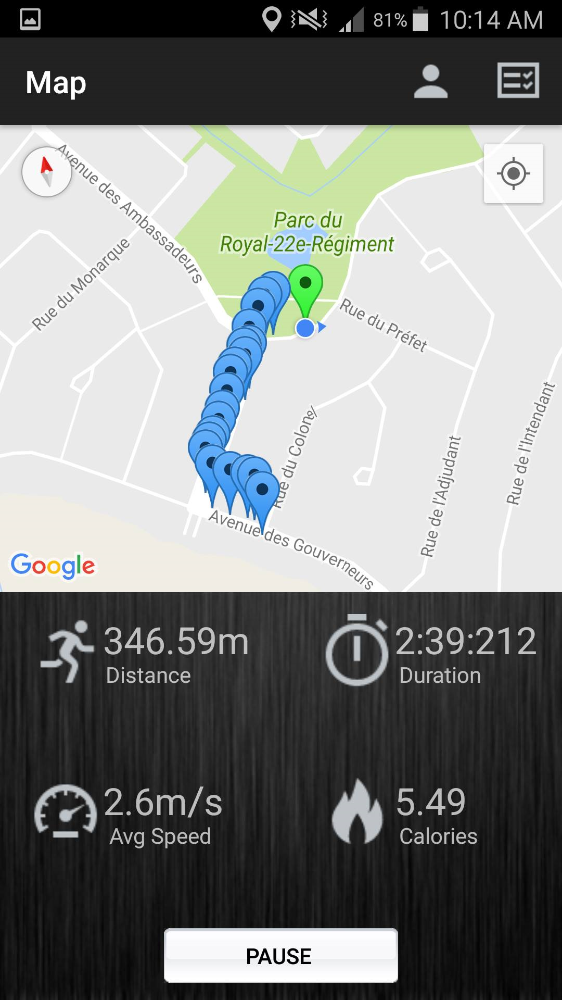 81% 10:14 AM
Map
Avenue des Ambassadeurs
Parc du
Royal-22e-Régiment
Rue du Monarque
Rue du Préfet
Rue du Colonel
Rue de l'Adjudant
Rue de l'Intendant
Avenue des Gouverneurs
Google
346.59m
Distance
2:39:212
Duration
2.6m/s
Avg Speed
5.49
Calories
PAUSE